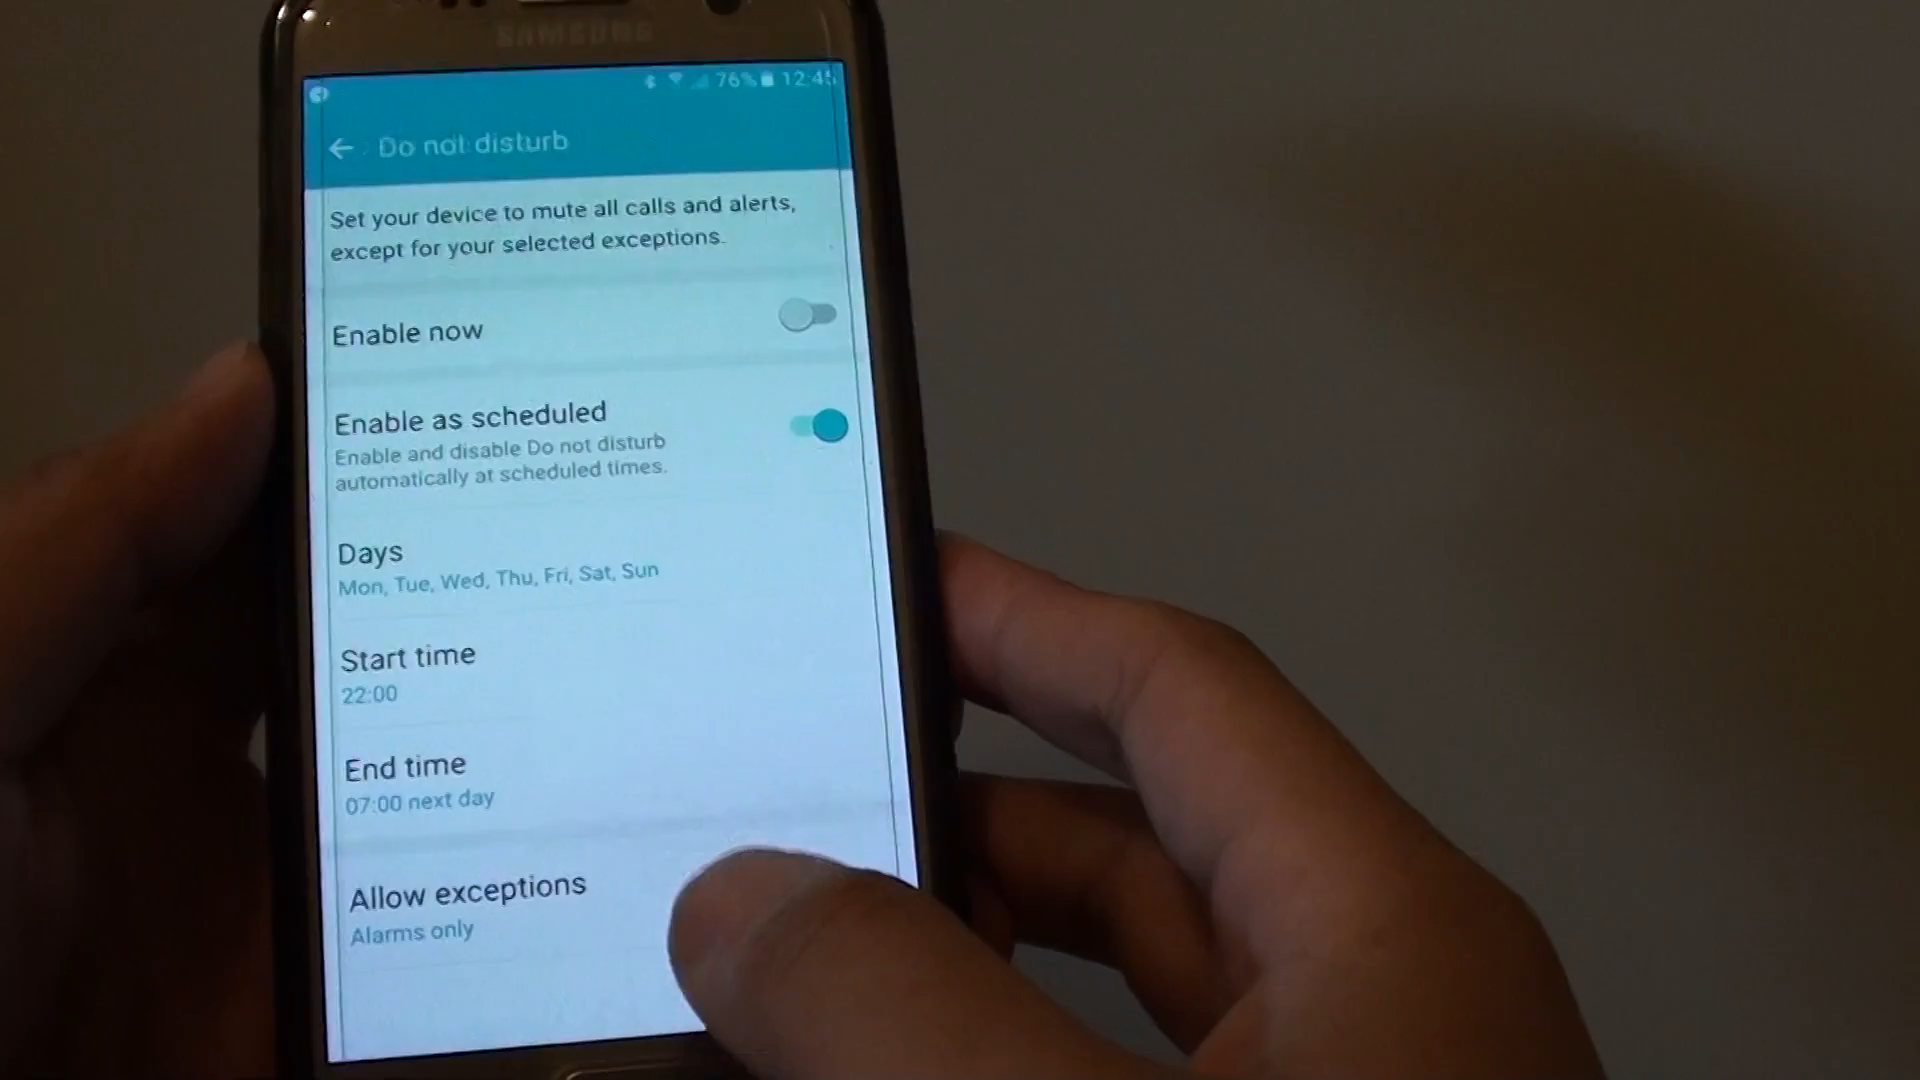 SAMSUNG
76% 12:45
Do not disturb
Set your device to mute all calls and alerts,
except for your selected exceptions.
Enable now
Enable as scheduled
Enable and disable Do not disturb
automatically at scheduled times.
Days
Mon, Tue, Wed, Thu, Fri, Sat, Sun
Start time
22:00
End time
07:00 next day
Allow exceptions
Alarms only